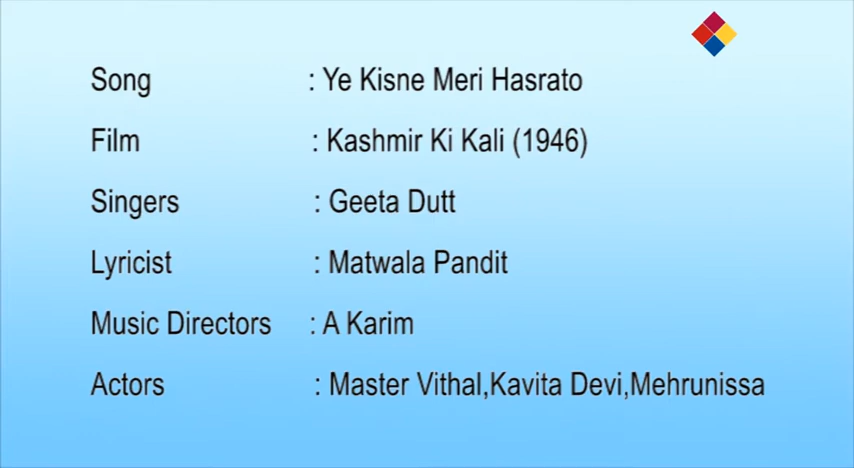 Song : Ye Kisne Meri Hasrato
Film : Kashmir Ki Kali (1946)
Singers : Geeta Dutt
Lyricist : Matwala Pandit
Music Directors : A Karim
Actors : Master Vithal,Kavita Devi,Mehrunissa